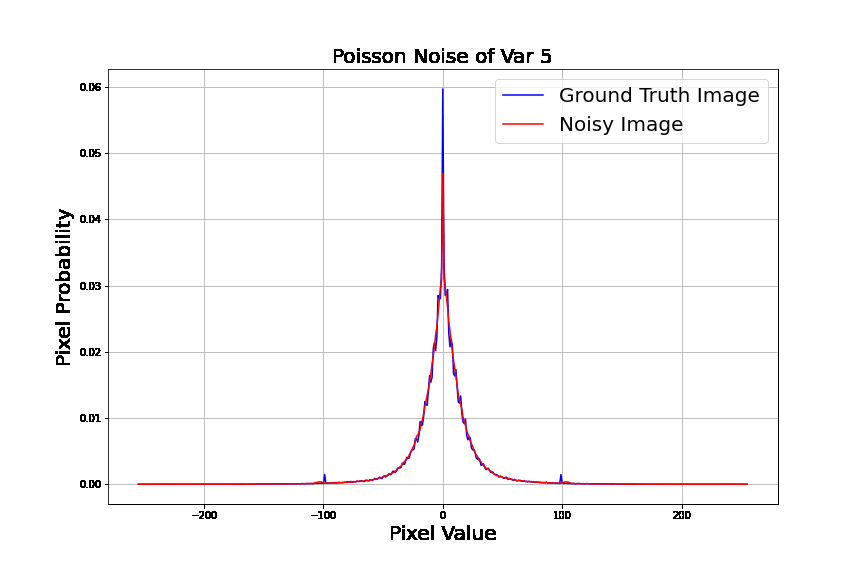 Poisson Noise of Var 5
Ground Truth Image
Noisy Image
0.06
0.05
0.04
0.03
0.02
0.01
0.00
Pixel Probability
−200
−100
0
100
200
Pixel Value